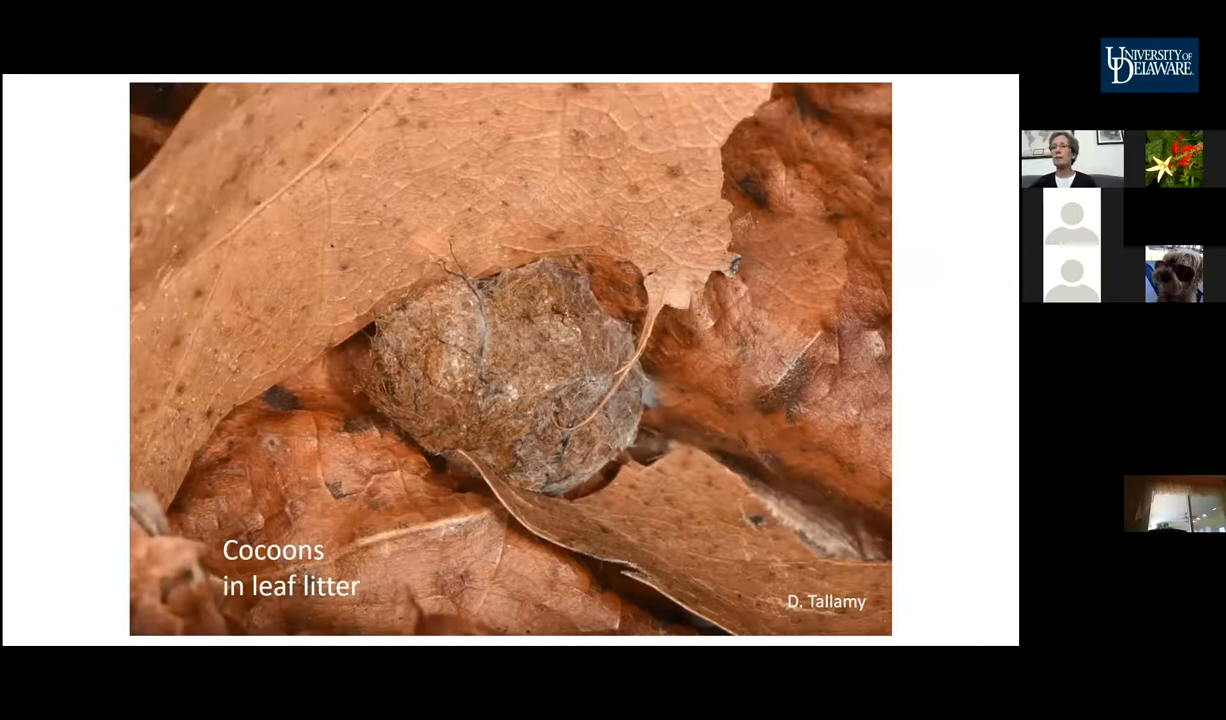 UNIVERSITY OF
DELAWARE.
Cocoons
in leaf litter
D. Tallamy